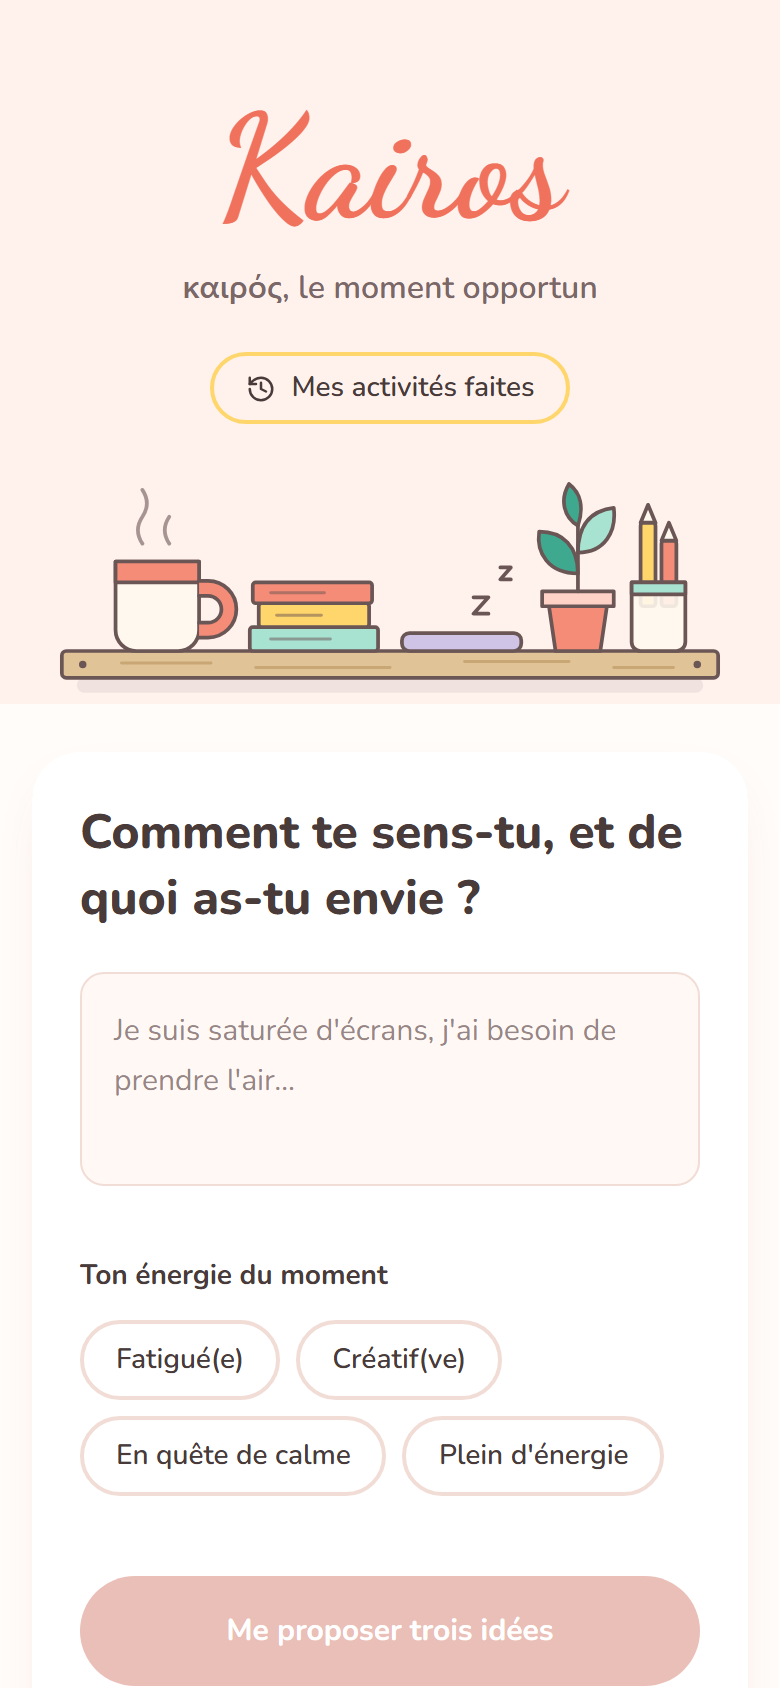 Kairos
καιρός, le moment opportun
Mes activités faites
z
z
Comment te sens-tu, et de
quoi as-tu envie ?
Je suis saturée d'écrans, j'ai besoin de
prendre l'air...
Ton énergie du moment
Fatigué(e)
Créatif(ve)
En quête de calme
Plein d'énergie
Me proposer trois idées